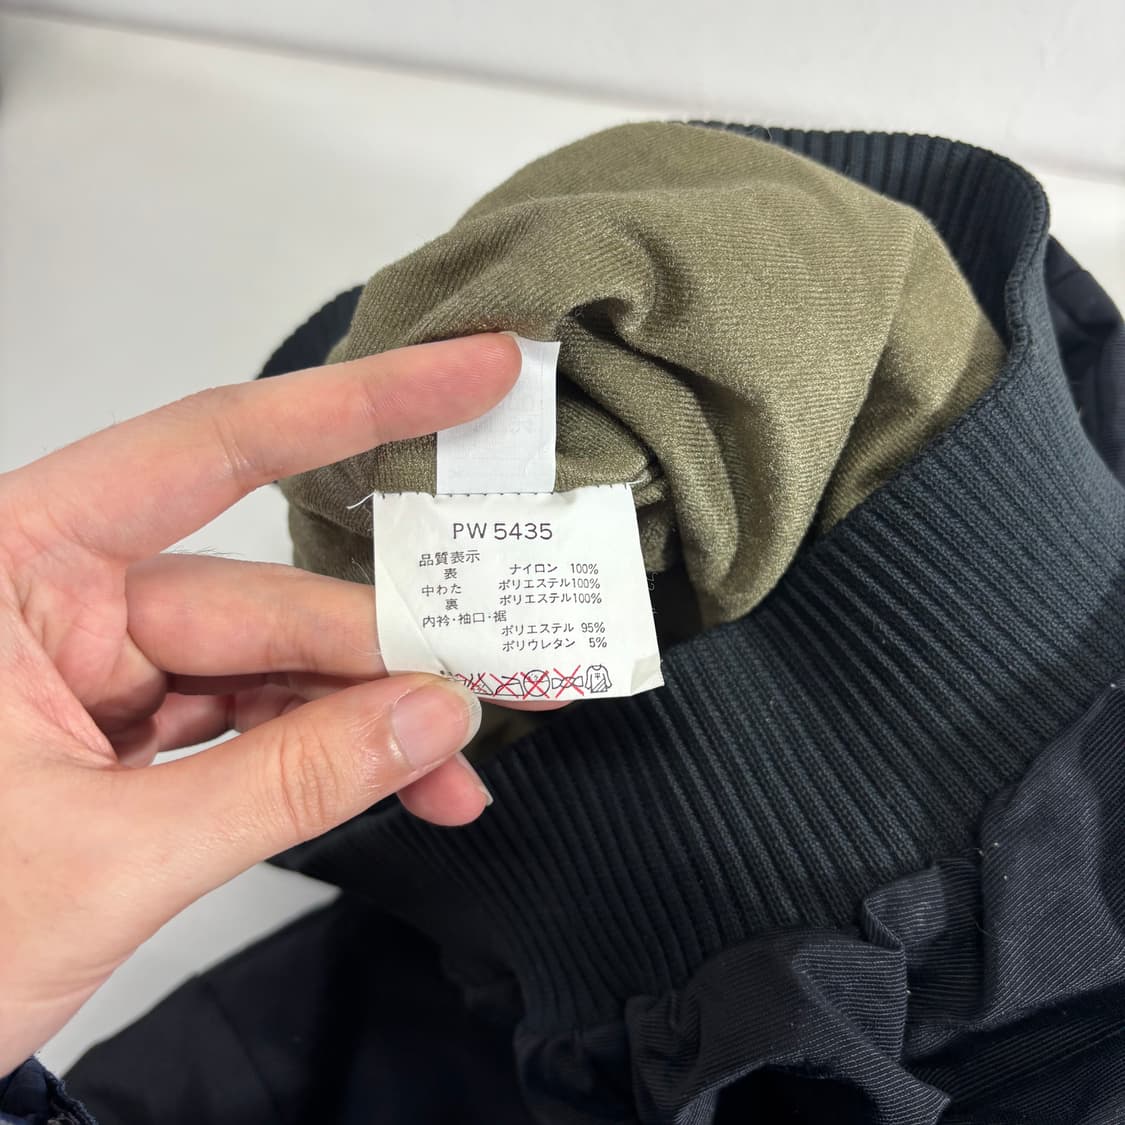 PW 5435
品質表示
表 ナイロン 100%
中わた ポリエステル100%
裏 ポリエステル100%
内衿・袖口・裾
ポリエステル 95%
ポリウレタン 5%